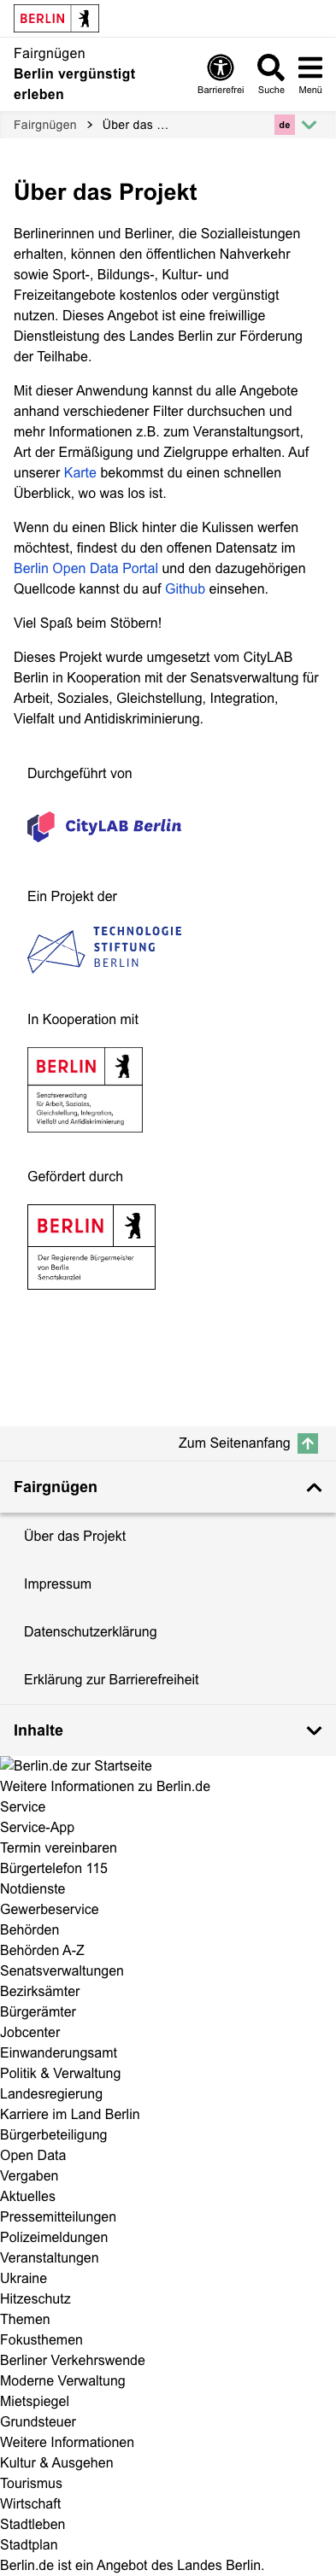 BERLIN
Fairgnügen
Berlin vergünstigt
erleben
Barrierefrei
Suche
Menü
Fairgnügen > Über das ...
de
Über das Projekt
Berlinerinnen und Berliner, die Sozialleistungen
erhalten, können den öffentlichen Nahverkehr
sowie Sport-, Bildungs-, Kultur- und
Freizeitangebote kostenlos oder vergünstigt
nutzen. Dieses Angebot ist eine freiwillige
Dienstleistung des Landes Berlin zur Förderung
der Teilhabe.
Mit dieser Anwendung kannst du alle Angebote
anhand verschiedener Filter durchsuchen und
mehr Informationen z.B. zum Veranstaltungsort,
Art der Ermäßigung und Zielgruppe erhalten. Auf
unserer Karte bekommst du einen schnellen
Überblick, wo was los ist.
Wenn du einen Blick hinter die Kulissen werfen
möchtest, findest du den offenen Datensatz im
Berlin Open Data Portal und den dazugehörigen
Quellcode kannst du auf Github einsehen.
Viel Spaß beim Stöbern!
Dieses Projekt wurde umgesetzt vom CityLAB
Berlin in Kooperation mit der Senatsverwaltung für
Arbeit, Soziales, Gleichstellung, Integration,
Vielfalt und Antidiskriminierung.
Durchgeführt von
CityLAB Berlin
Ein Projekt der
TECHNOLOGIE
STIFTUNG
BERLIN
In Kooperation mit
BERLIN
Senatsverwaltung
für Arbeit, Soziales,
Gleichstellung, Integration,
Vielfalt und Antidiskriminierung
Gefördert durch
BERLIN
Der Regierende Bürgermeister
von Berlin
Senatskanzlei
Zum Seitenanfang
Fairgnügen
Über das Projekt
Impressum
Datenschutzerklärung
Erklärung zur Barrierefreiheit
Inhalte
Berlin.de zur Startseite
Weitere Informationen zu Berlin.de
Service
Service-App
Termin vereinbaren
Bürgertelefon 115
Notdienste
Gewerbeservice
Behörden
Behörden A-Z
Senatsverwaltungen
Bezirksämter
Bürgerämter
Jobcenter
Einwanderungsamt
Politik & Verwaltung
Landesregierung
Karriere im Land Berlin
Bürgerbeteiligung
Open Data
Vergaben
Aktuelles
Pressemitteilungen
Polizeimeldungen
Veranstaltungen
Ukraine
Hitzeschutz
Themen
Fokusthemen
Berliner Verkehrswende
Moderne Verwaltung
Mietspiegel
Grundsteuer
Weitere Informationen
Kultur & Ausgehen
Tourismus
Wirtschaft
Stadtleben
Stadtplan
Berlin.de ist ein Angebot des Landes Berlin.